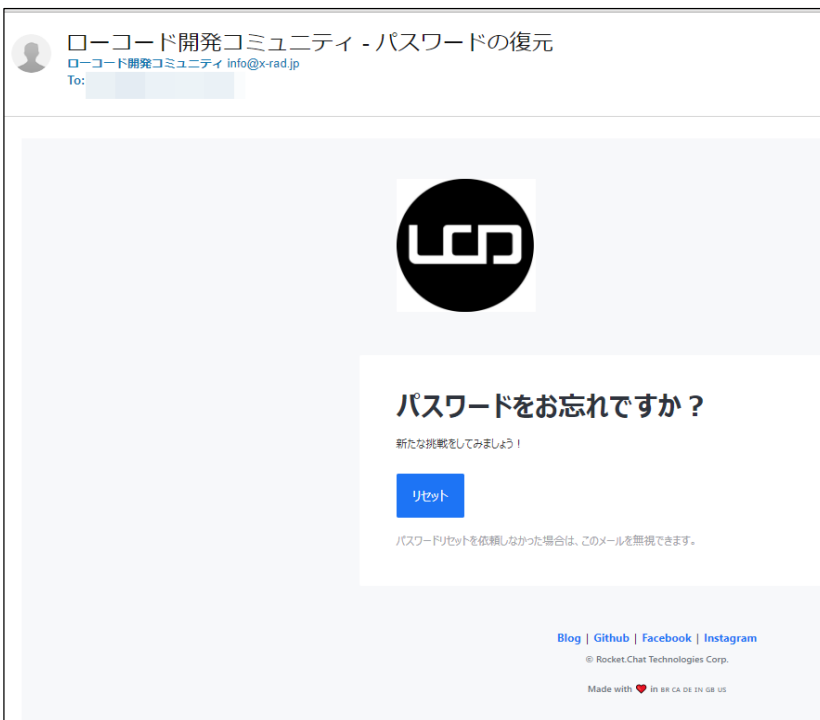 ローコード開発コミュニティ - パスワードの復元
ローコード開発コミュニティ info@x-rad.jp
To:
LCD
パスワードをお忘れですか？
新たな挑戦をしてみましょう！
リセット
パスワードリセットを依頼しなかった場合は、このメールを無視できます。
Blog | Github | Facebook | Instagram
© Rocket.Chat Technologies Corp.
Made with ❤ in BR CA DE IN GB US